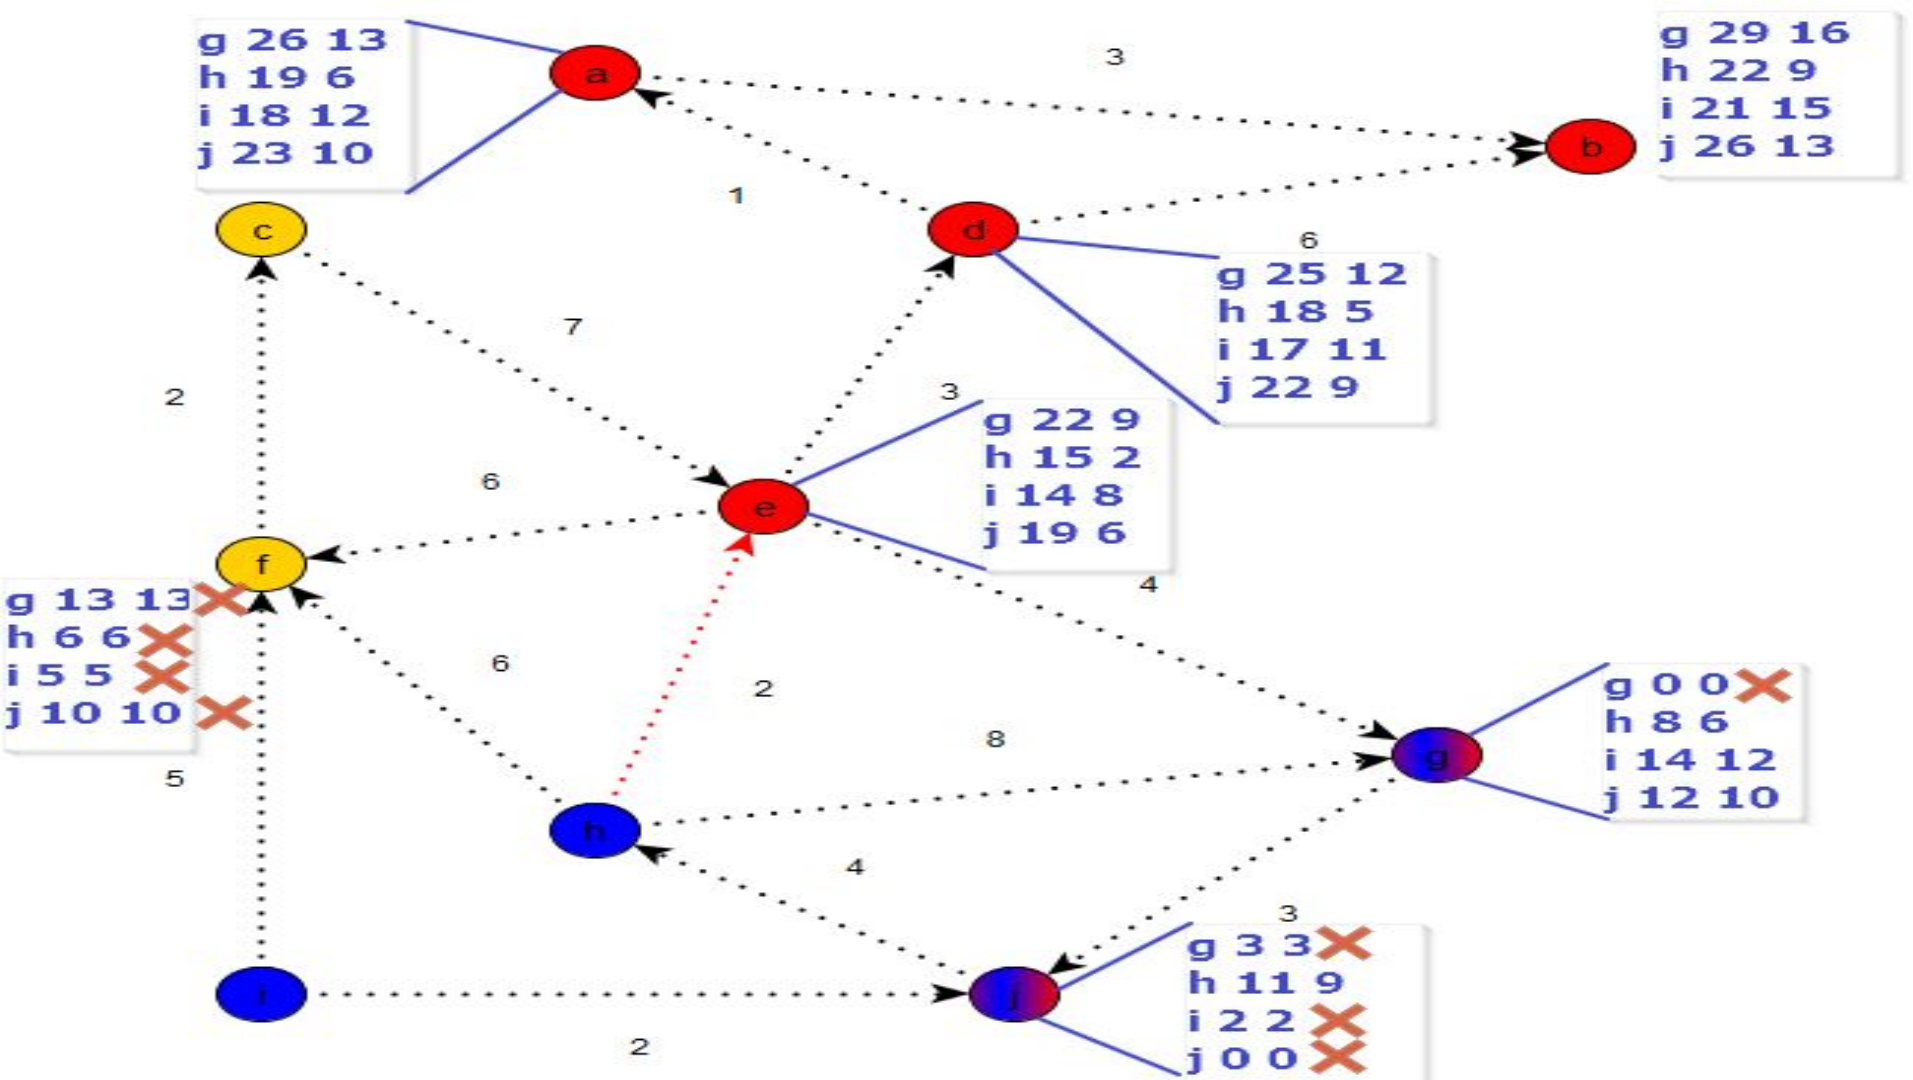 g 26 13
h 19 6
i 18 12
j 23 10
a
3
b
g 29 16
h 22 9
i 21 15
j 26 13
1
c
d
6
g 25 12
h 18 5
i 17 11
j 22 9
7
2
3
g 22 9
h 15 2
i 14 8
j 19 6
6
e
f
4
g 13 13
h 6 6
i 5 5
j 10 10
6
2
g 0 0
h 8 6
i 14 12
j 12 10
8
g
5
h
4
3
g 3 3
h 11 9
i 2 2
j 0 0
i
j
2